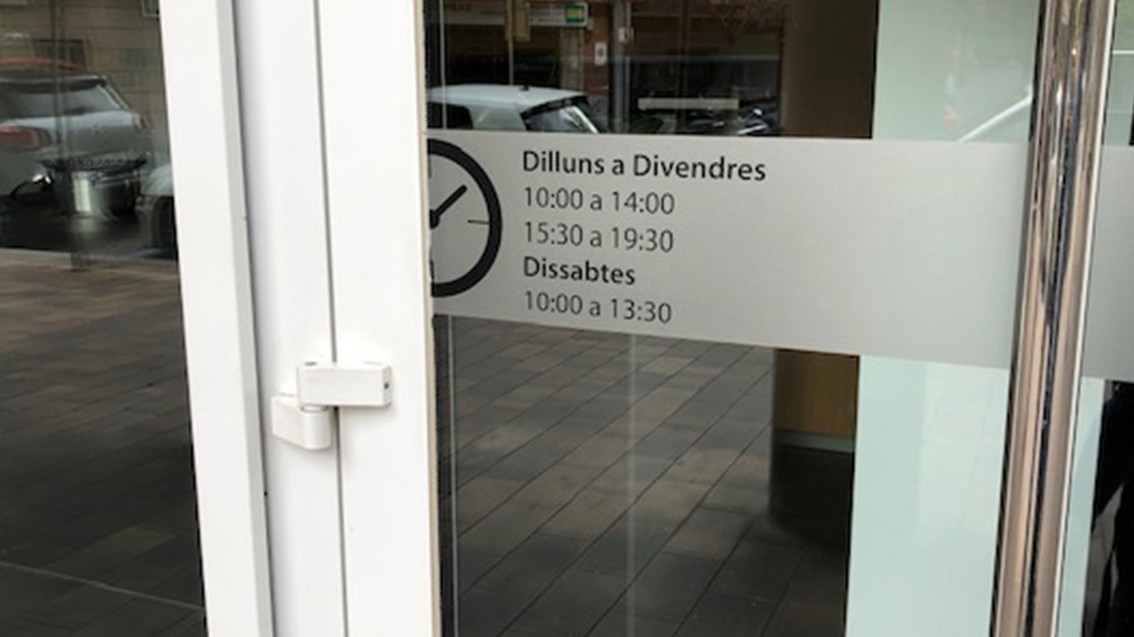 Dilluns a Divendres
10:00 a 14:00
15:30 a 19:30
Dissabtes
10:00 a 13:30